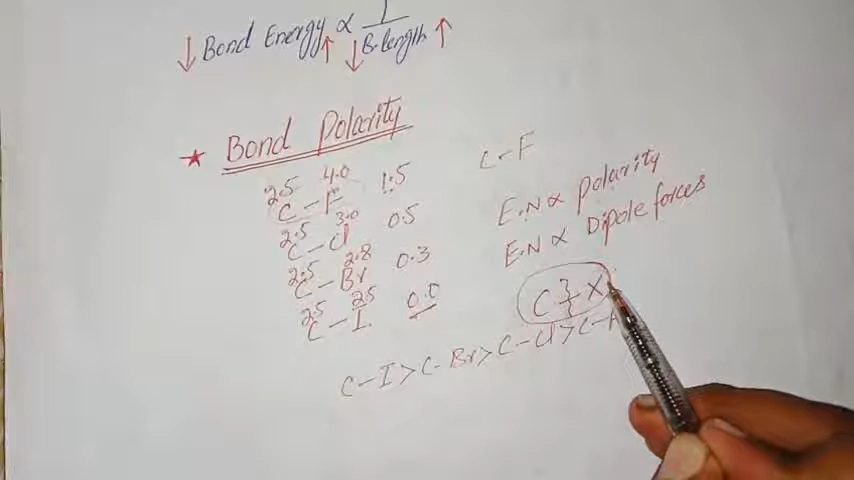 Bond Energy ∝ 1/B-length
★ Bond Polarity
2.5 4.0
C-F 1.5
C-F
2.5 3.0
C-Cl 0.5
2.5 2.8
C-Br 0.3
2.5 2.5
C-I 0.0
E.N ∝ polarity
E.N ∝ Dipole forces
C-X
C-I > C-Br > C-Cl >